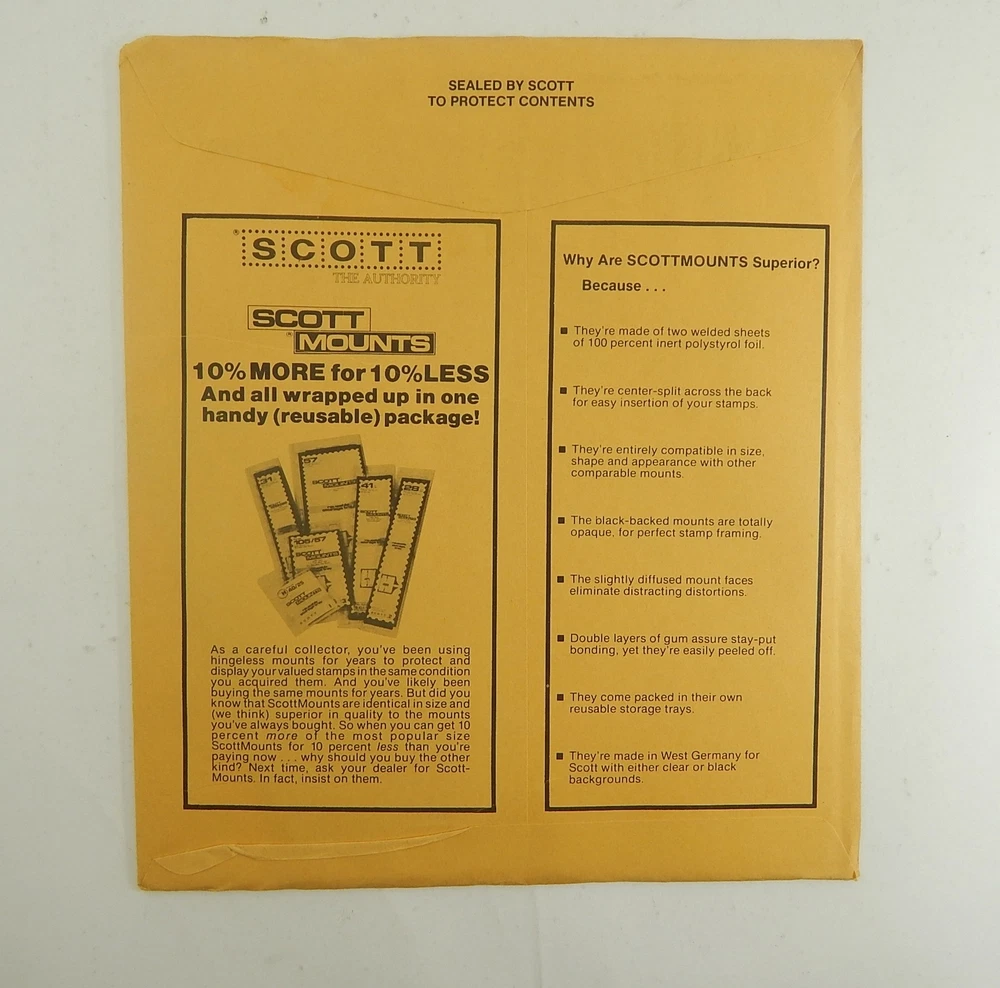 SEALED BY SCOTT
TO PROTECT CONTENTS
® SCOTT
THE AUTHORITY
SCOTT
® MOUNTS
10% MORE for 10% LESS
And all wrapped up in one
handy (reusable) package!
31
57
41
28
105/57
SCOTT
MOUNTS
As a careful collector, you've been using
hingeless mounts for years to protect and
display your valued stamps in the same condition
you acquired them. And you've likely been
buying the same mounts for years. But did you
know that ScottMounts are identical in size and
(we think) superior in quality to the mounts
you've always bought. So when you can get 10
percent more of the most popular size
ScottMounts for 10 percent less than you're
paying now . . . why should you buy the other
kind? Next time, ask your dealer for Scott-
Mounts. In fact, insist on them.
Why Are SCOTTMOUNTS Superior?
Because . . .
■ They're made of two welded sheets
of 100 percent inert polystyrol foil.
■ They're center-split across the back
for easy insertion of your stamps.
■ They're entirely compatible in size,
shape and appearance with other
comparable mounts.
■ The black-backed mounts are totally
opaque, for perfect stamp framing.
■ The slightly diffused mount faces
eliminate distracting distortions.
■ Double layers of gum assure stay-put
bonding, yet they're easily peeled off.
■ They come packed in their own
reusable storage trays.
■ They're made in West Germany for
Scott with either clear or black
backgrounds.